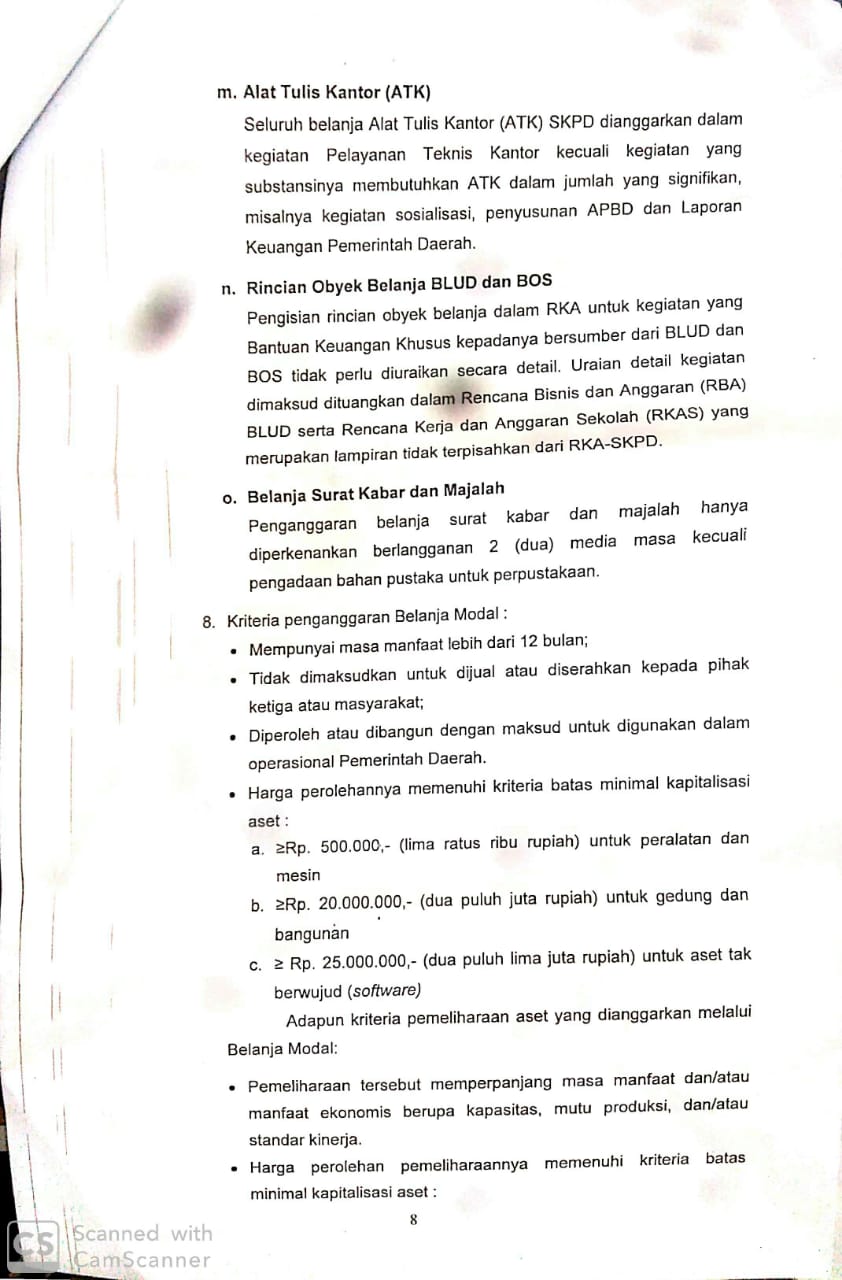 m. Alat Tulis Kantor (ATK)
Seluruh belanja Alat Tulis Kantor (ATK) SKPD dianggarkan dalam
kegiatan Pelayanan Teknis Kantor kecuali kegiatan yang
substansinya membutuhkan ATK dalam jumlah yang signifikan,
misalnya kegiatan sosialisasi, penyusunan APBD dan Laporan
Keuangan Pemerintah Daerah.
n. Rincian Obyek Belanja BLUD dan BOS
Pengisian rincian obyek belanja dalam RKA untuk kegiatan yang
Bantuan Keuangan Khusus kepadanya bersumber dari BLUD dan
BOS tidak perlu diuraikan secara detail. Uraian detail kegiatan
dimaksud dituangkan dalam Rencana Bisnis dan Anggaran (RBA)
BLUD serta Rencana Kerja dan Anggaran Sekolah (RKAS) yang
merupakan lampiran tidak terpisahkan dari RKA-SKPD.
o. Belanja Surat Kabar dan Majalah
Penganggaran belanja surat kabar dan majalah hanya
diperkenankan berlangganan 2 (dua) media masa kecuali
pengadaan bahan pustaka untuk perpustakaan.
8. Kriteria penganggaran Belanja Modal :
• Mempunyai masa manfaat lebih dari 12 bulan;
• Tidak dimaksudkan untuk dijual atau diserahkan kepada pihak
ketiga atau masyarakat;
• Diperoleh atau dibangun dengan maksud untuk digunakan dalam
operasional Pemerintah Daerah.
• Harga perolehannya memenuhi kriteria batas minimal kapitalisasi
aset :
a. ≥Rp. 500.000,- (lima ratus ribu rupiah) untuk peralatan dan
mesin
b. ≥Rp. 20.000.000,- (dua puluh juta rupiah) untuk gedung dan
bangunan
c. ≥ Rp. 25.000.000,- (dua puluh lima juta rupiah) untuk aset tak
berwujud (software)
Adapun kriteria pemeliharaan aset yang dianggarkan melalui
Belanja Modal:
• Pemeliharaan tersebut memperpanjang masa manfaat dan/atau
manfaat ekonomis berupa kapasitas, mutu produksi, dan/atau
standar kinerja.
• Harga perolehan pemeliharaannya memenuhi kriteria batas
minimal kapitalisasi aset :
8
CS Scanned with
CamScanner